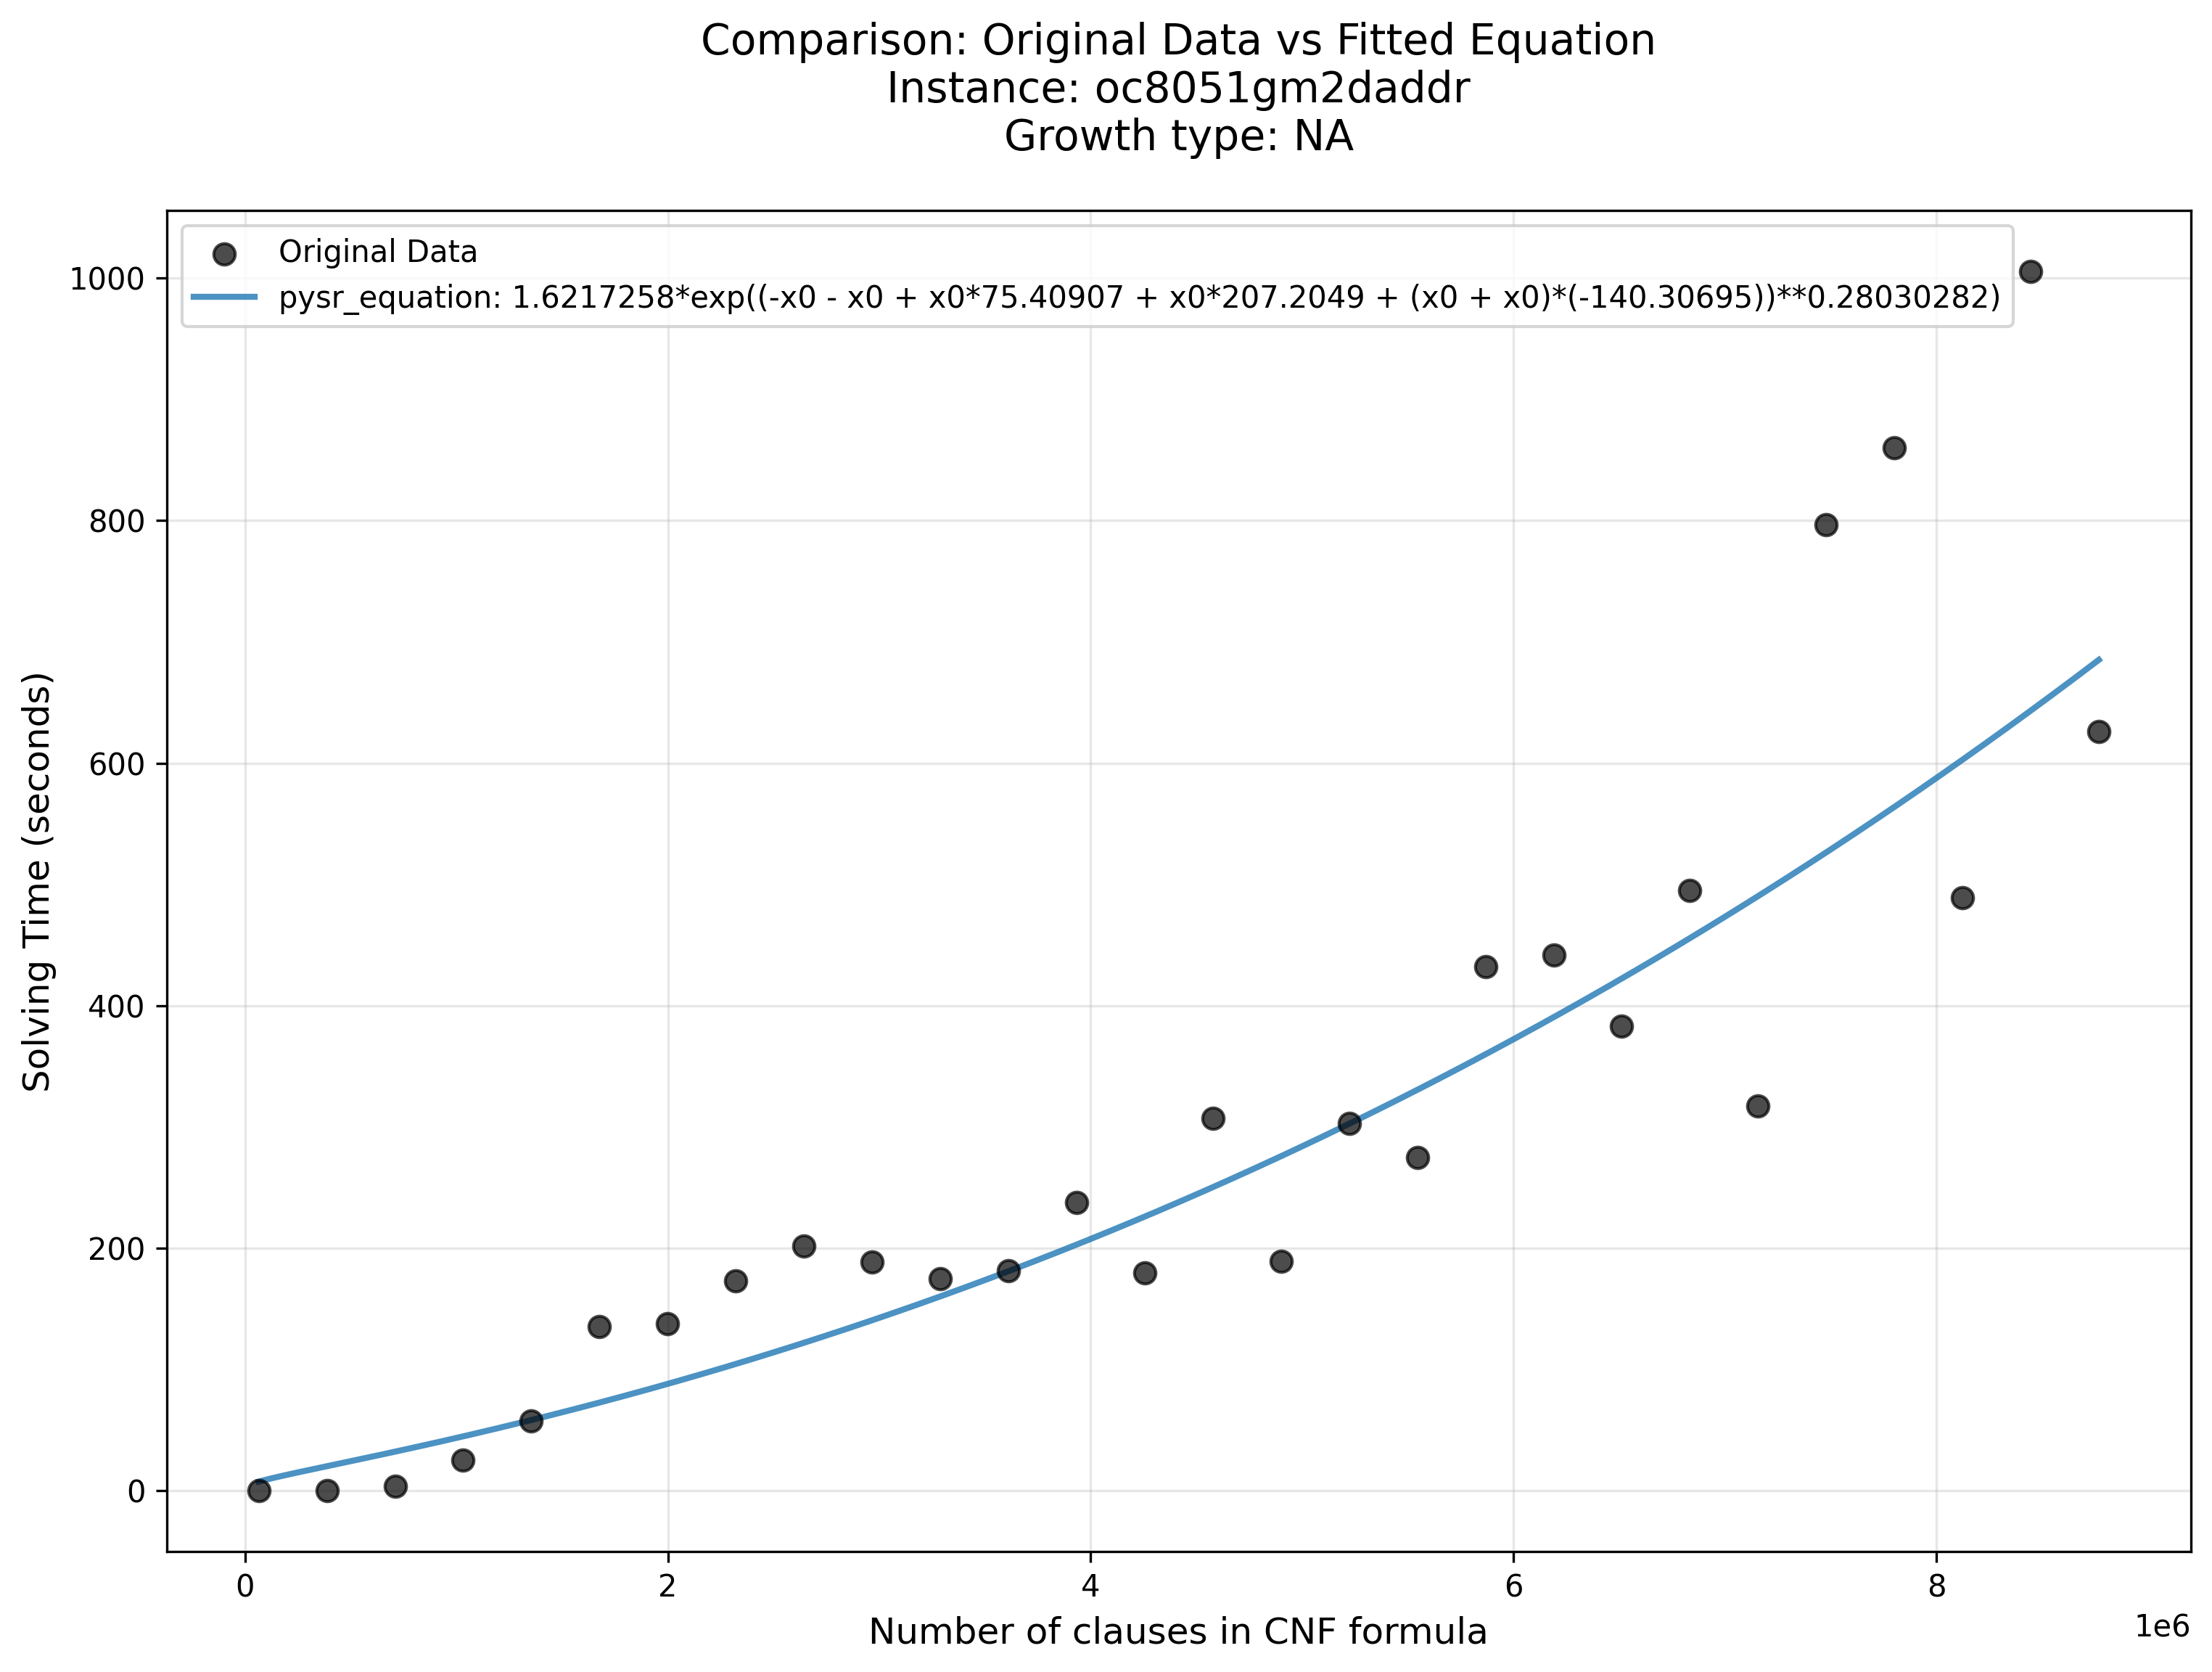 Comparison: Original Data vs Fitted Equation
Instance: oc8051gm2daddr
Growth type: NA
Original Data
pysr_equation: 1.6217258*exp((-x0 - x0 + x0*75.40907 + x0*207.2049 + (x0 + x0)*(-140.30695))**0.28030282)
Solving Time (seconds)
1000
800
600
400
200
0
0
2
4
6
8
1e6
Number of clauses in CNF formula